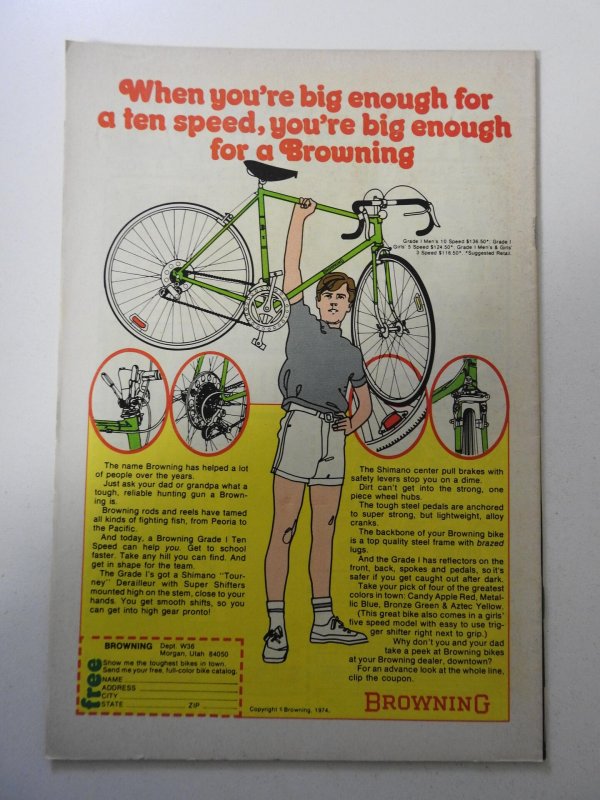 When you're big enough for
a ten speed, you're big enough
for a Browning
Grade I Men's 10 Speed $136.50*, Grade I
Girls' 5 Speed $124.50*, Grade I Men's & Girls'
3 Speed $116.50*. *Suggested Retail.
The name Browning has helped a lot
of people over the years.
Just ask your dad or grandpa what a
tough, reliable hunting gun a Brown-
ing is.
Browning rods and reels have tamed
all kinds of fighting fish, from Peoria to
the Pacific.
And today, a Browning Grade I Ten
Speed can help you. Get to school
faster. Take any hill you can find. And
get in shape for the team.
The Grade I's got a Shimano "Tour-
ney" Derailleur with Super Shifters
mounted high on the stem, close to your
hands. You get smooth shifts, so you
can get into high gear pronto!
The Shimano center pull brakes with
safety levers stop you on a dime.
Dirt can't get into the strong, one
piece wheel hubs.
The tough steel pedals are anchored
to super strong, but lightweight, alloy
cranks.
The backbone of your Browning bike
is a top quality steel frame with brazed
lugs.
And the Grade I has reflectors on the
front, back, spokes and pedals, so it's
safer if you get caught out after dark.
Take your pick of four of the greatest
colors in town: Candy Apple Red, Metal-
lic Blue, Bronze Green & Aztec Yellow.
(This great bike also comes in a girls'
five speed model with easy to use trig-
ger shifter right next to grip.)
Why don't you and your dad
take a peek at Browning bikes
at your Browning dealer, downtown?
For an advance look at the whole line,
clip the coupon.
BROWNING Dept. W36
Morgan, Utah 84050
free
Show me the toughest bikes in town.
Send me your free, full-color bike catalog.
NAME
ADDRESS
CITY
STATE ZIP
Copyright © Browning, 1974.
BROWNING